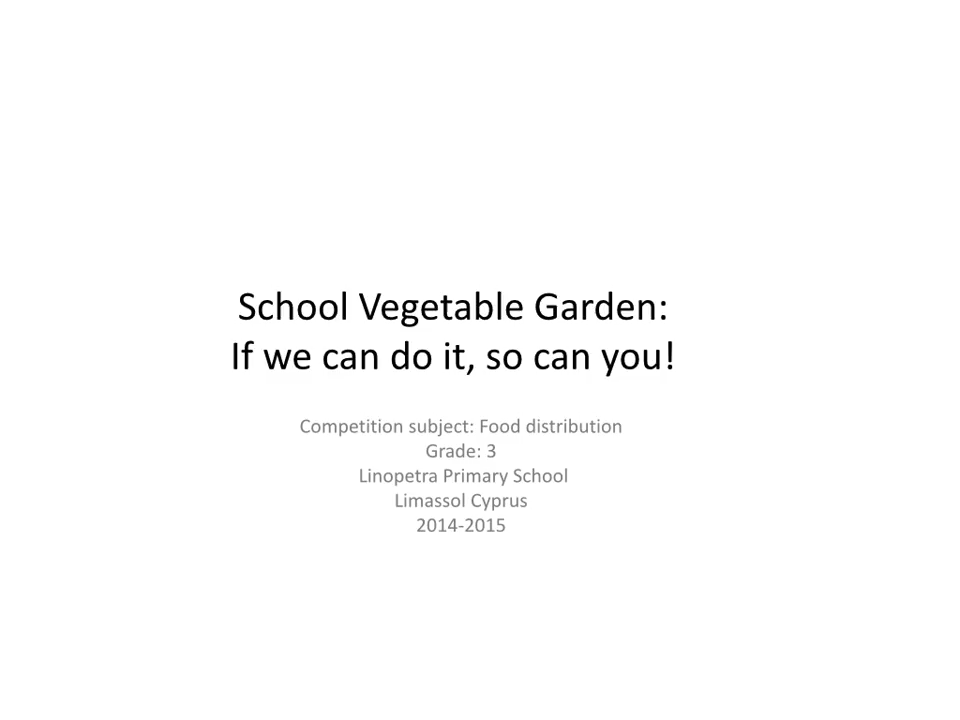 School Vegetable Garden:
If we can do it, so can you!
Competition subject: Food distribution
Grade: 3
Linopetra Primary School
Limassol Cyprus
2014-2015